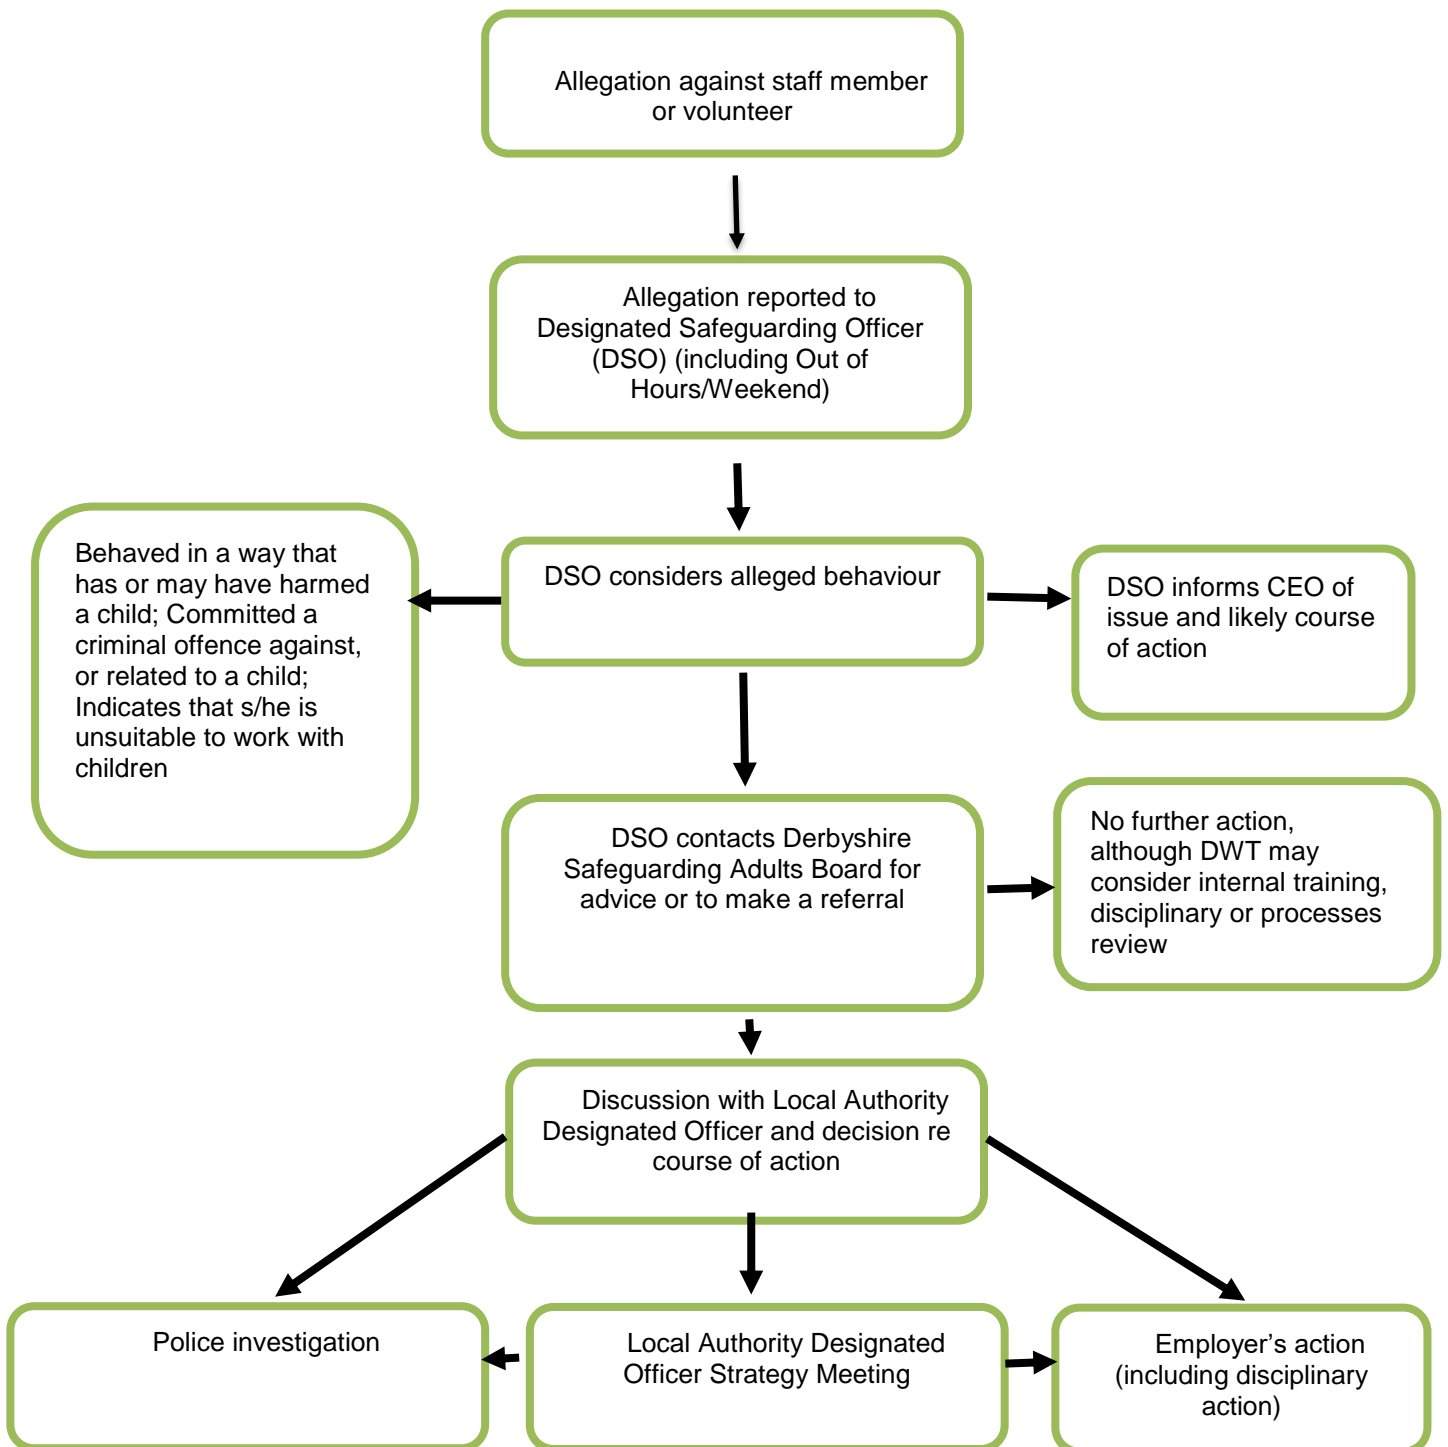 Allegation against staff member
or volunteer
Allegation reported to
Designated Safeguarding Officer
(DSO) (including Out of
Hours/Weekend)
Behaved in a way that
has or may have harmed
a child; Committed a
criminal offence against,
or related to a child;
Indicates that s/he is
unsuitable to work with
children
DSO considers alleged behaviour
DSO informs CEO of
issue and likely course
of action
DSO contacts Derbyshire
Safeguarding Adults Board for
advice or to make a referral
No further action,
although DWT may
consider internal training,
disciplinary or processes
review
Discussion with Local Authority
Designated Officer and decision re
course of action
Police investigation
Local Authority Designated
Officer Strategy Meeting
Employer's action
(including disciplinary
action)